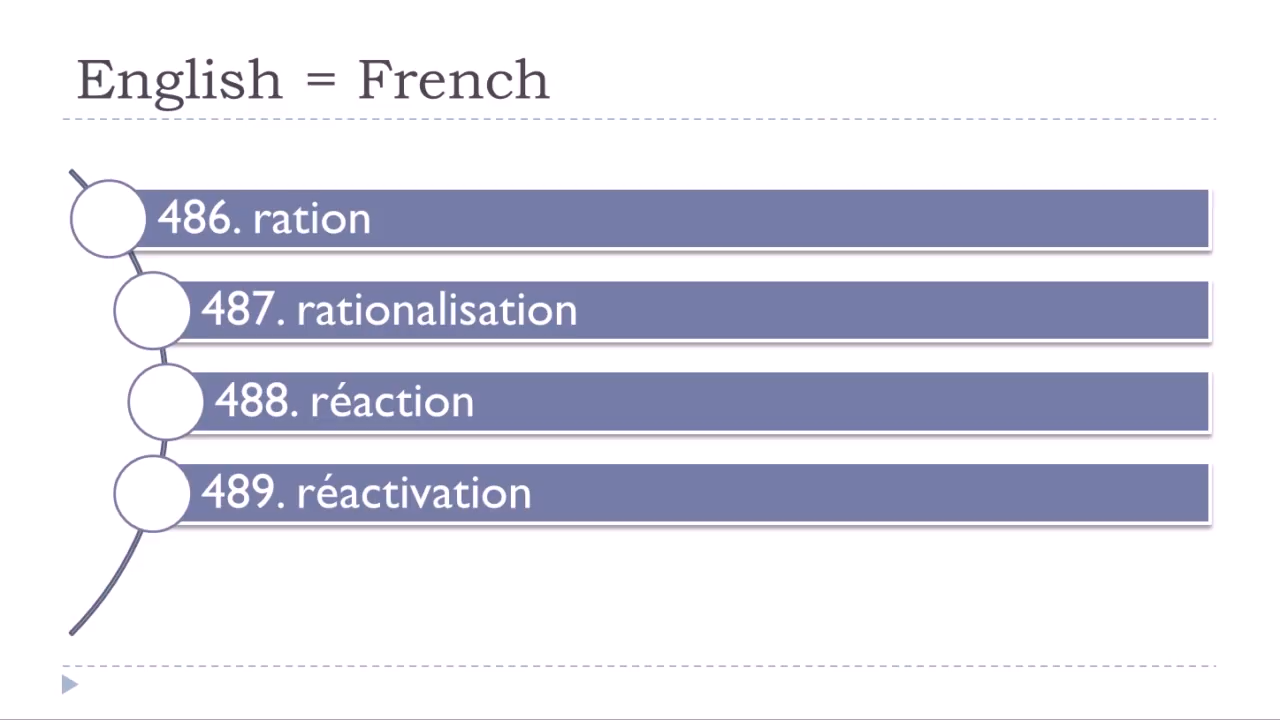 English = French
486. ration
487. rationalisation
488. réaction
489. réactivation